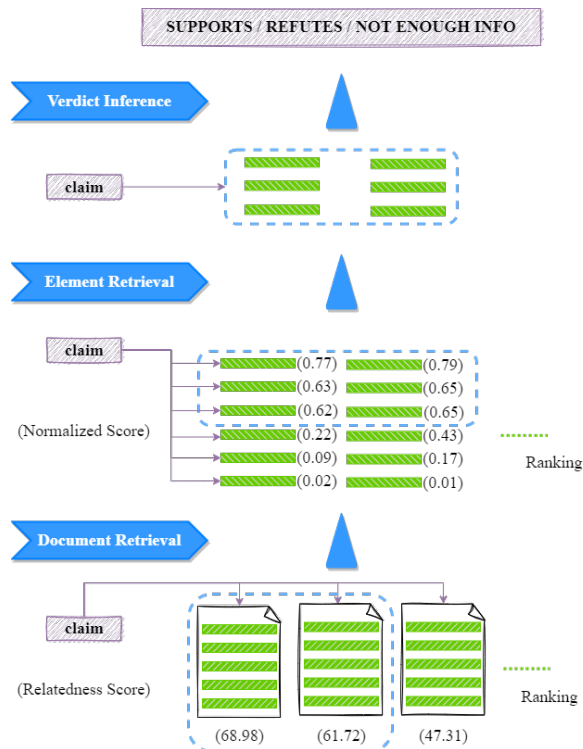 SUPPORTS / REFUTES / NOT ENOUGH INFO
Verdict Inference
claim
Element Retrieval
claim
(0.77) (0.79)
(0.63) (0.65)
(0.62) (0.65)
(Normalized Score) (0.22) (0.43)
(0.09) (0.17)
Ranking
(0.02) (0.01)
Document Retrieval
claim
(Relatedness Score)
Ranking
(68.98) (61.72) (47.31)